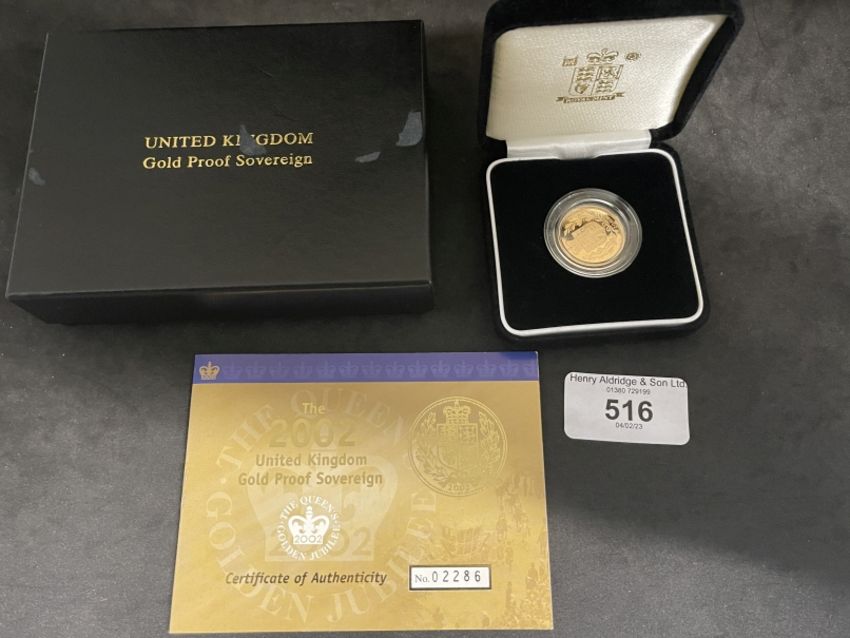 UNITED KINGDOM
Gold Proof Sovereign
ROYAL MINT
The
2002
United Kingdom
Gold Proof Sovereign
2002
THE QUEEN'S
GOLDEN JUBILEE
2002
THE QUEEN'S
GOLDEN JUBILEE
2002
Certificate of Authenticity
No. 02286
Henry Aldridge & Son Ltd
01380 729199
516
04/02/23